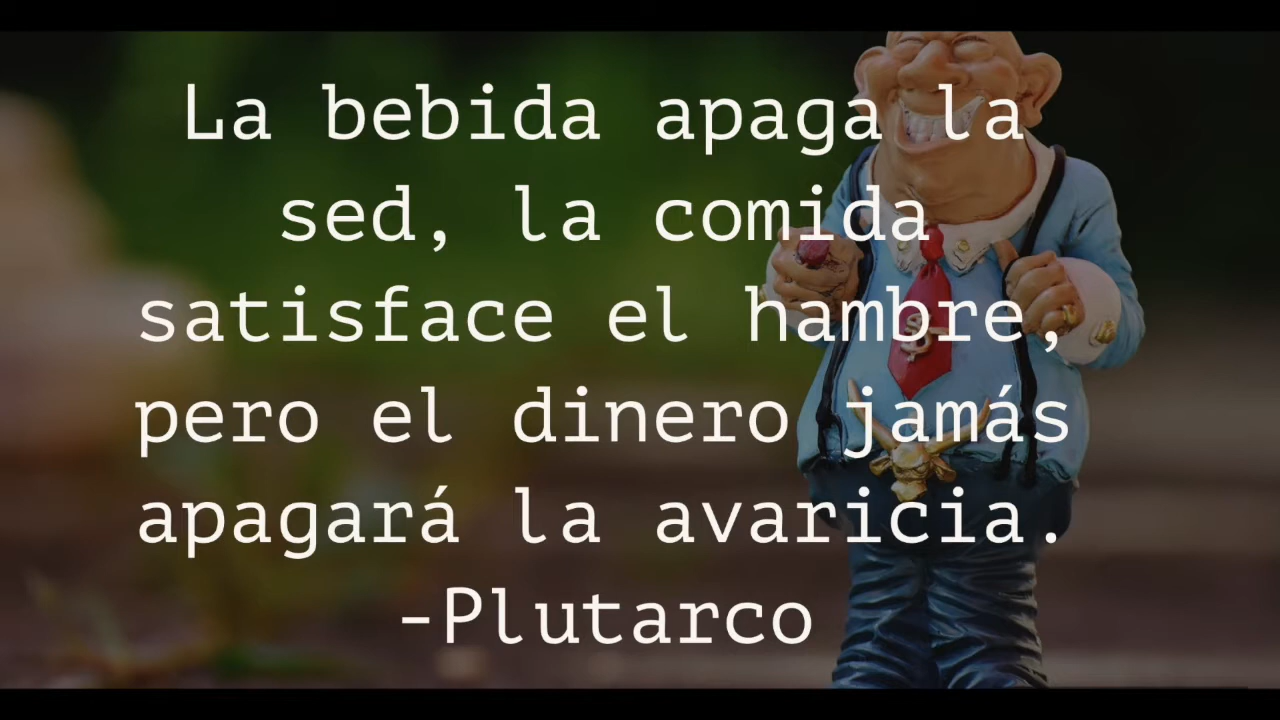 La bebida apaga la
sed, la comida
satisface el hambre,
pero el dinero jamás
apagará la avaricia.
-Plutarco
$